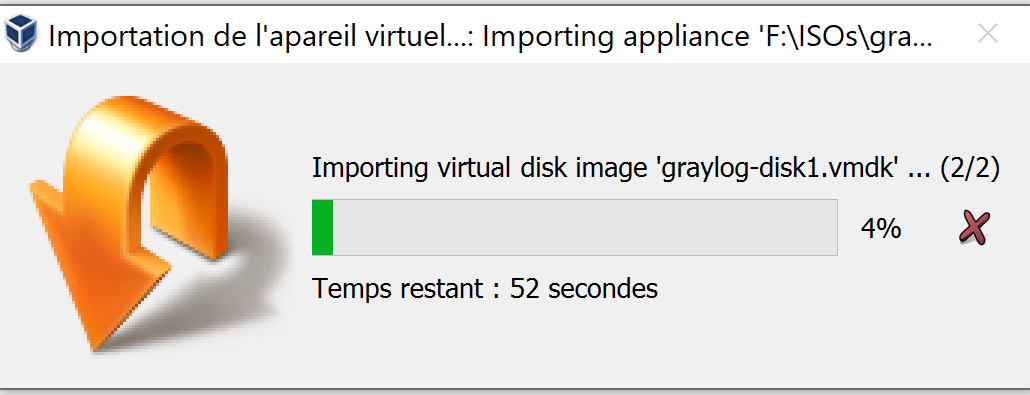 Importation de l'apareil virtuel...: Importing appliance 'F:\ISOs\gra...
Importing virtual disk image 'graylog-disk1.vmdk' ... (2/2)
4%
Temps restant : 52 secondes